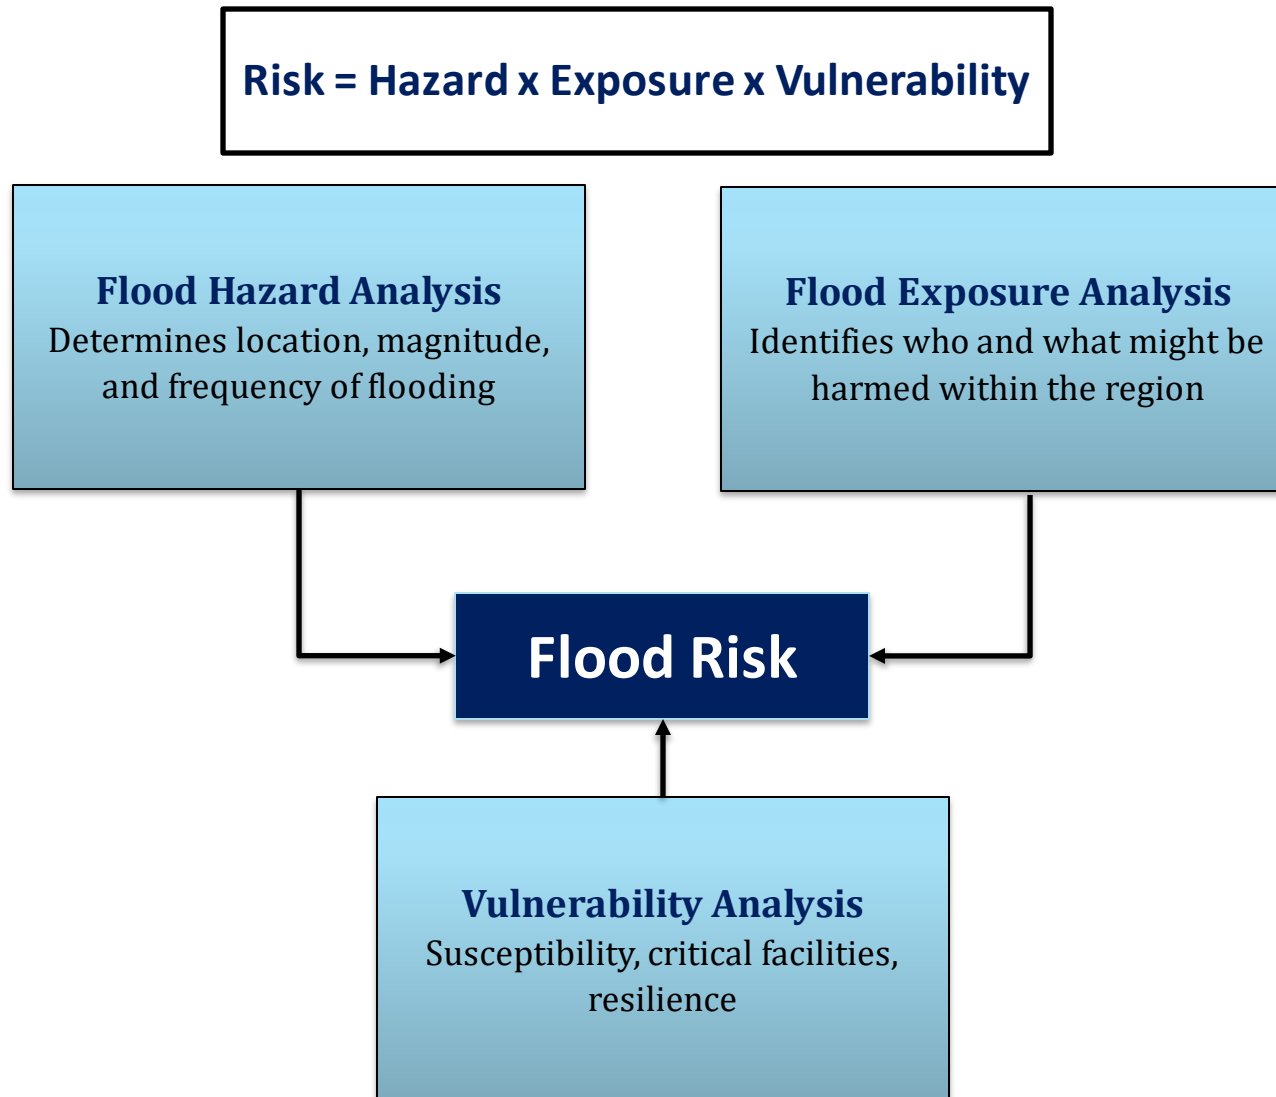 Risk = Hazard x Exposure x Vulnerability
Flood Hazard Analysis
Determines location, magnitude,
and frequency of flooding
Flood Exposure Analysis
Identifies who and what might be
harmed within the region
Flood Risk
Vulnerability Analysis
Susceptibility, critical facilities,
resilience